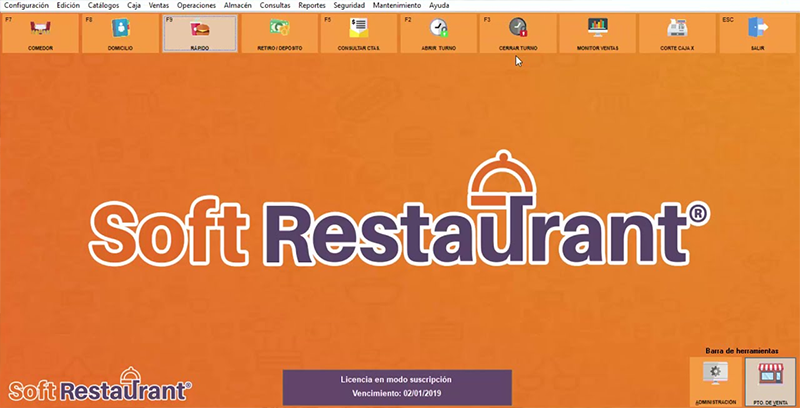 Configuración Edición Catálogos Caja Ventas Operaciones Almacén Consultas Reportes Seguridad Mantenimiento Ayuda
F7 F8 F9 F5 F2 F3 ESC
COMEDOR DOMICILIO RÁPIDO RETIRO / DEPÓSITO CONSULTAR CTAS. ABRIR TURNO CERRAR TURNO MONITOR VENTAS CORTE CAJA X SALIR
Soft Restaurant®
Barra de herramientas
Licencia en modo suscripción
Vencimiento: 02/01/2019
Soft Restaurant®
ADMINISTRACIÓN PTO. DE VENTA